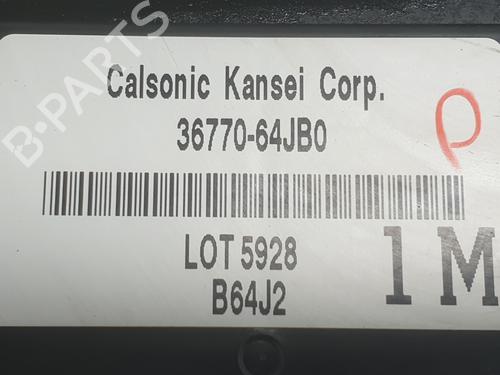 B-PARTS
Calsonic Kansei Corp.
36770-64JB0
LOT 5928
B64J2
1M